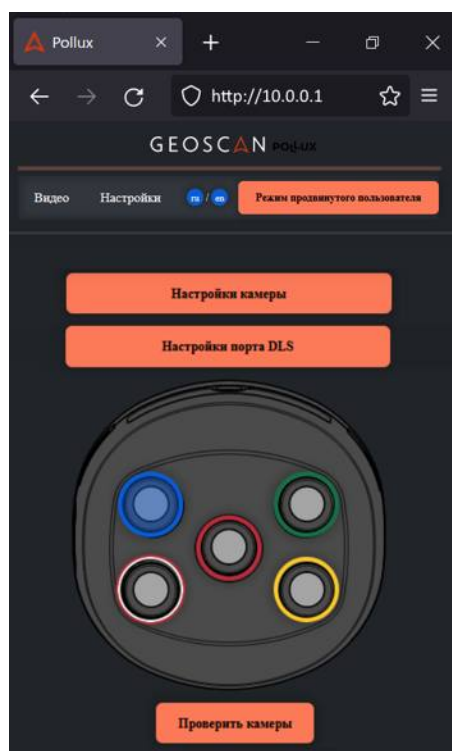 Pollux
http://10.0.0.1
GEOSCAN POLLUX
Видео Настройки ru / en Режим продвинутого пользователя
Настройки камеры
Настройки порта DLS
Проверить камеры